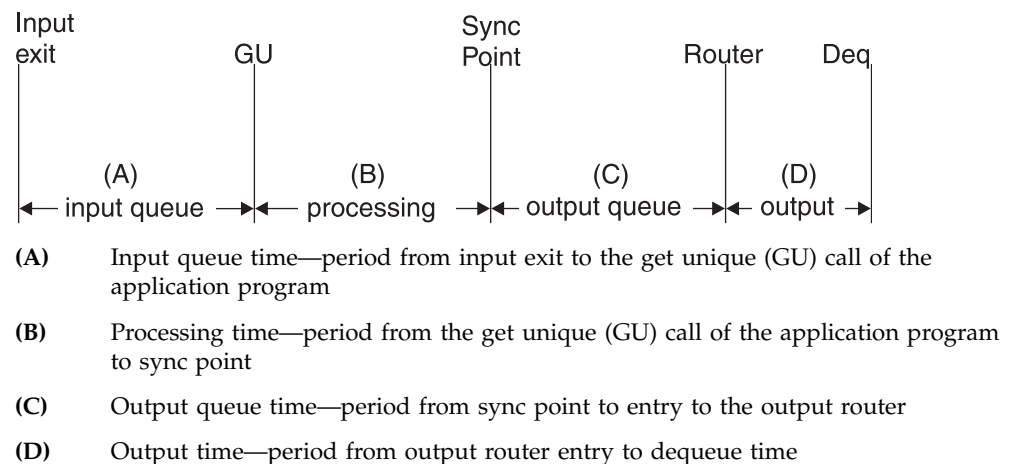 Input
exit
GU
Sync
Point
Router
Deq
(A)
(B)
(C)
(D)
input queue
processing
output queue
output
(A) Input queue time—period from input exit to the get unique (GU) call of the
application program
(B) Processing time—period from the get unique (GU) call of the application program
to sync point
(C) Output queue time—period from sync point to entry to the output router
(D) Output time—period from output router entry to dequeue time